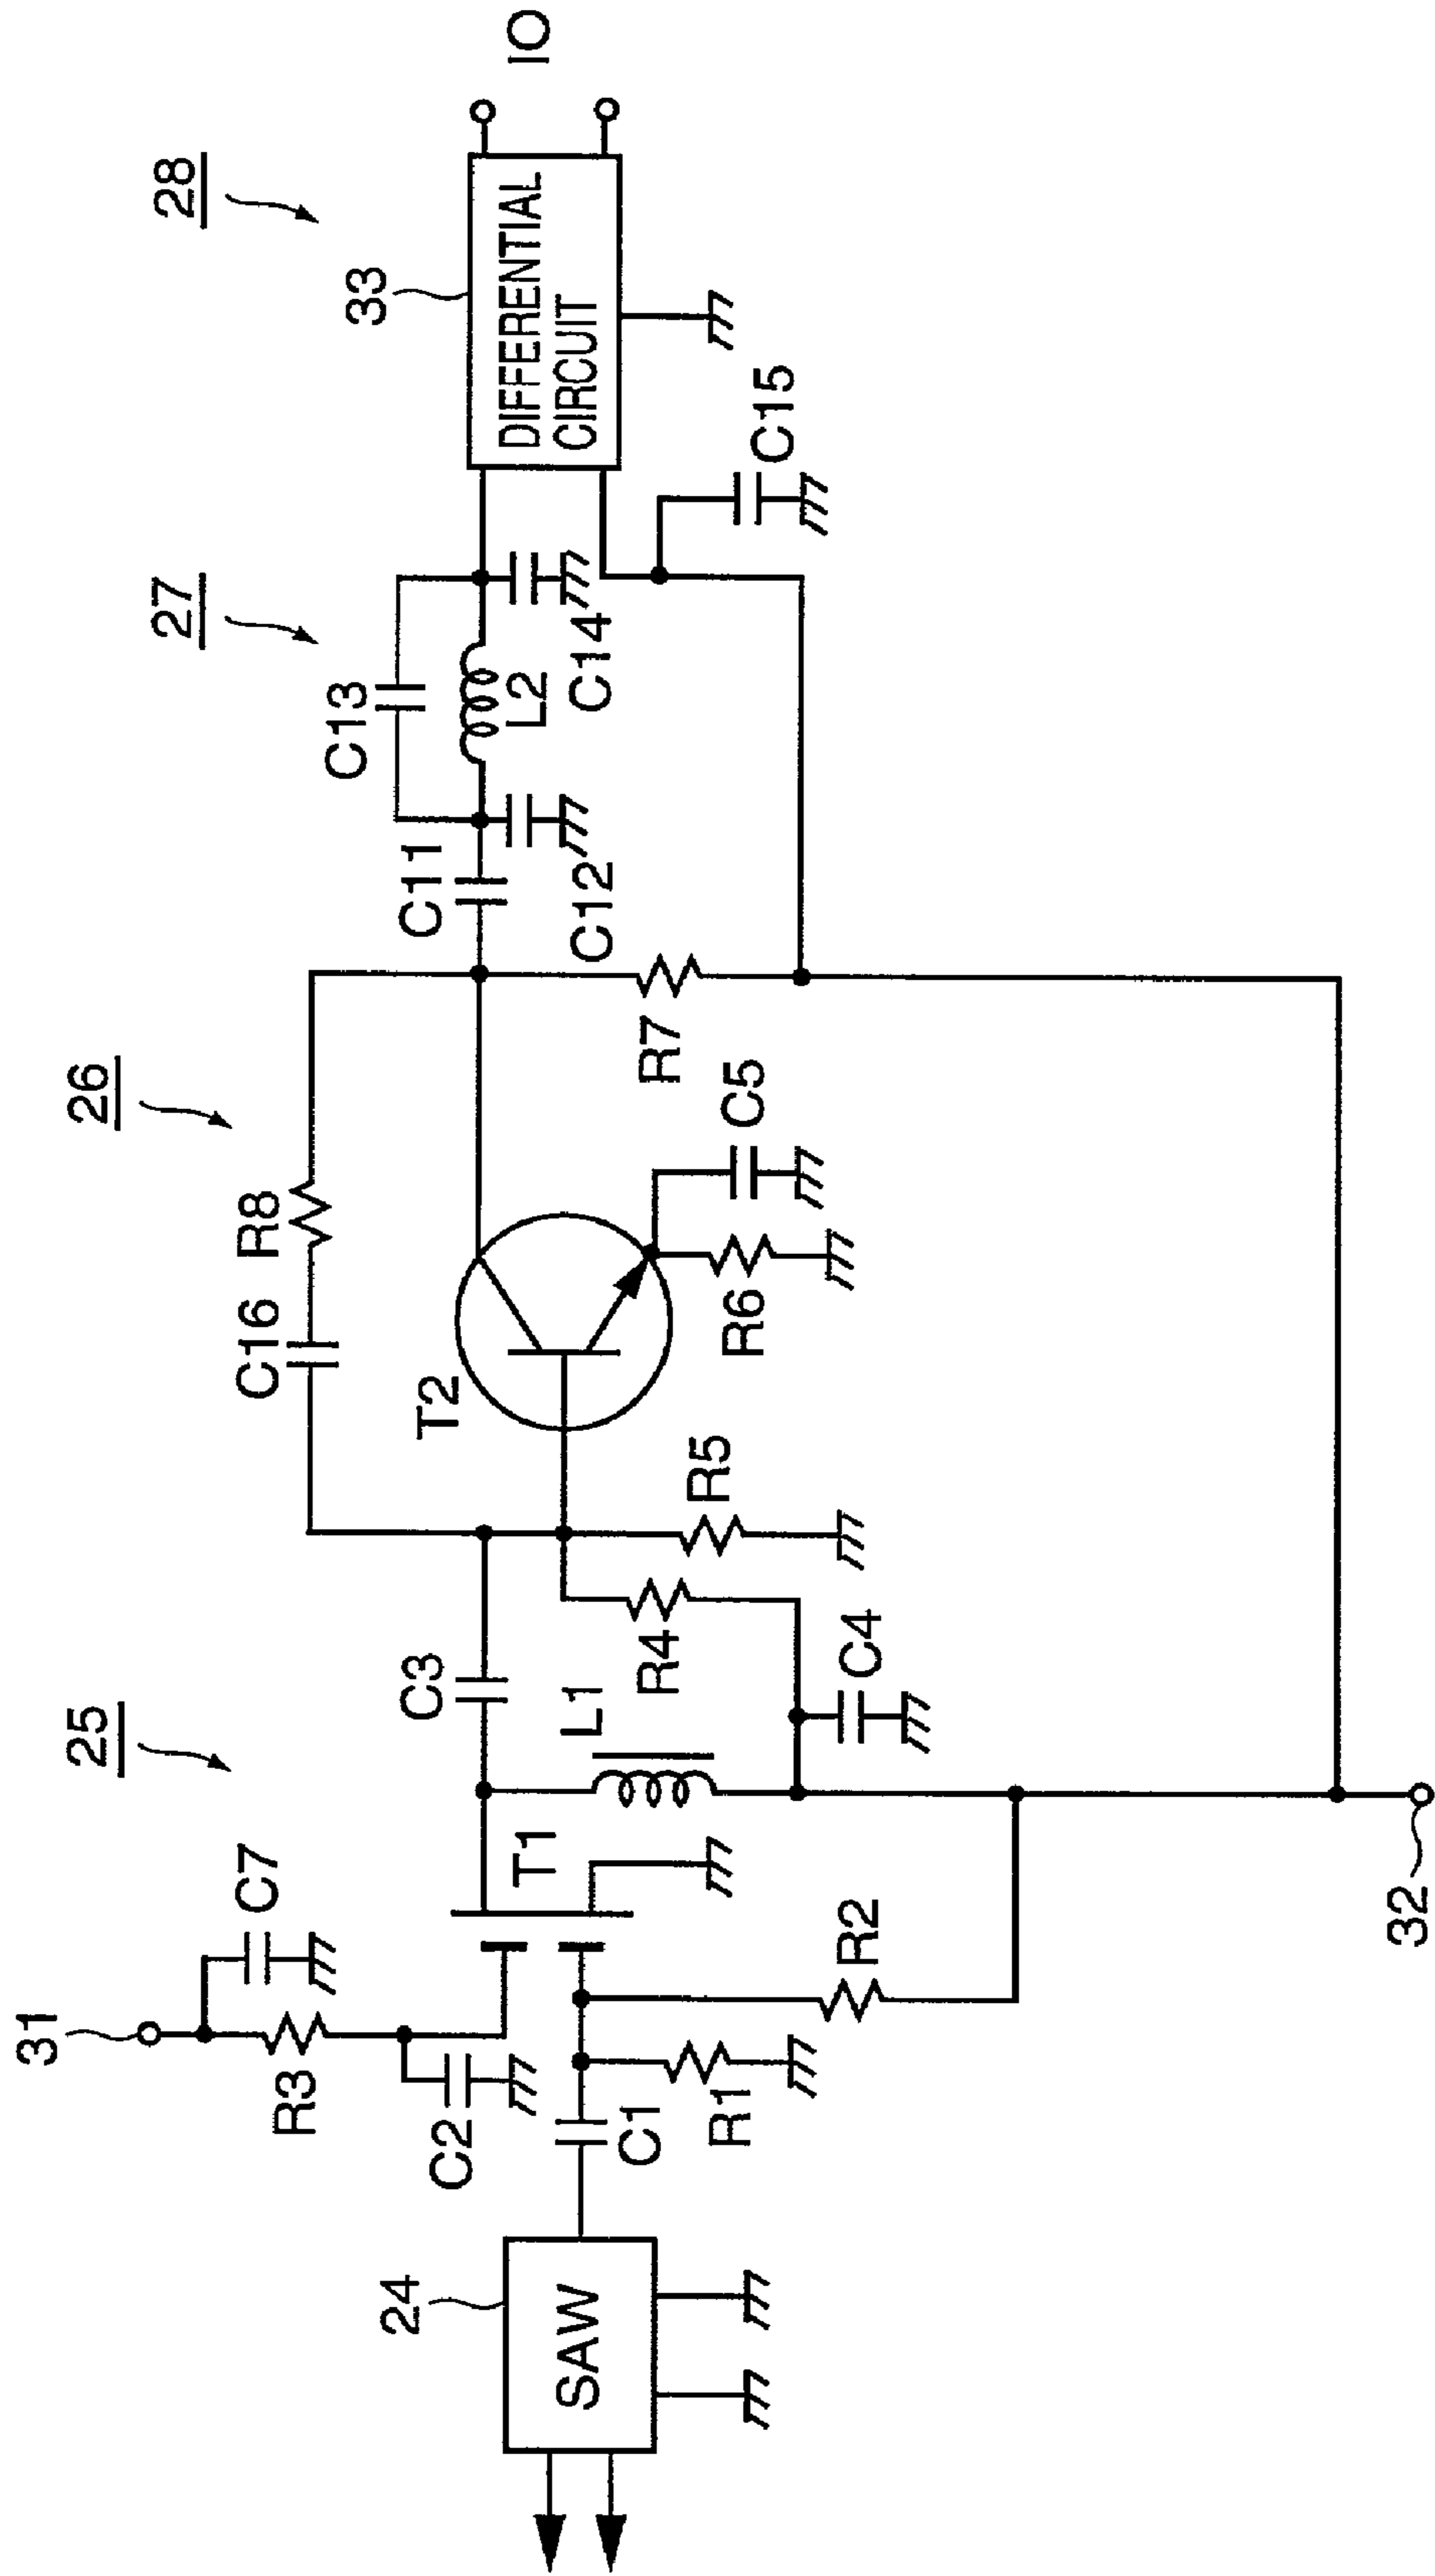 25
26
27
28
31
C7
R3
C2
24
SAW
C1
R1
R2
T1
L1
C3
R4
C4
R5
T2
C16
R8
R6
C5
R7
C11
C12
C13
L2
C14
C15
33
DIFFERENTIAL
CIRCUIT
IO
32